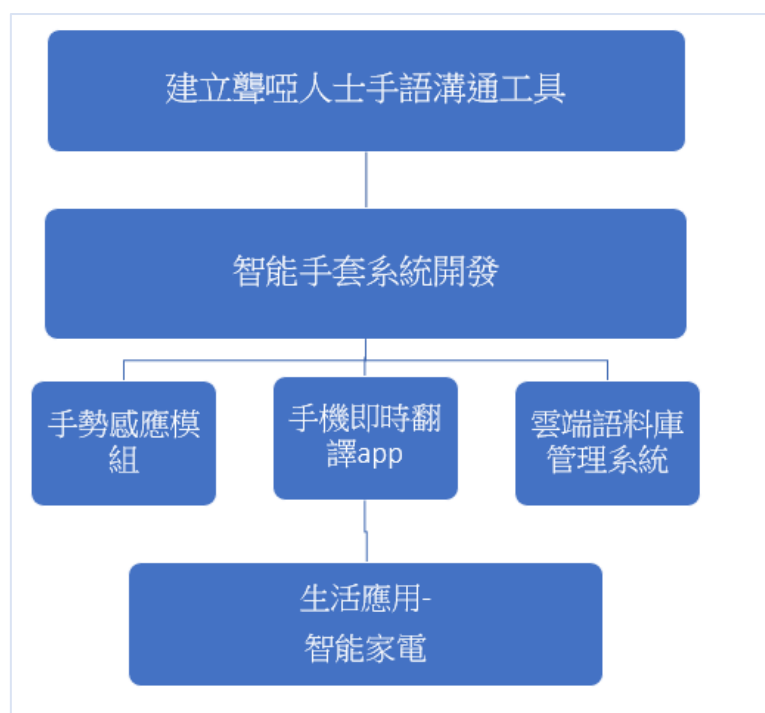 建立聾啞人士手語溝通工具
智能手套系統開發
手勢感應模
組
手機即時翻
譯app
雲端語料庫
管理系統
生活應用-
智能家電